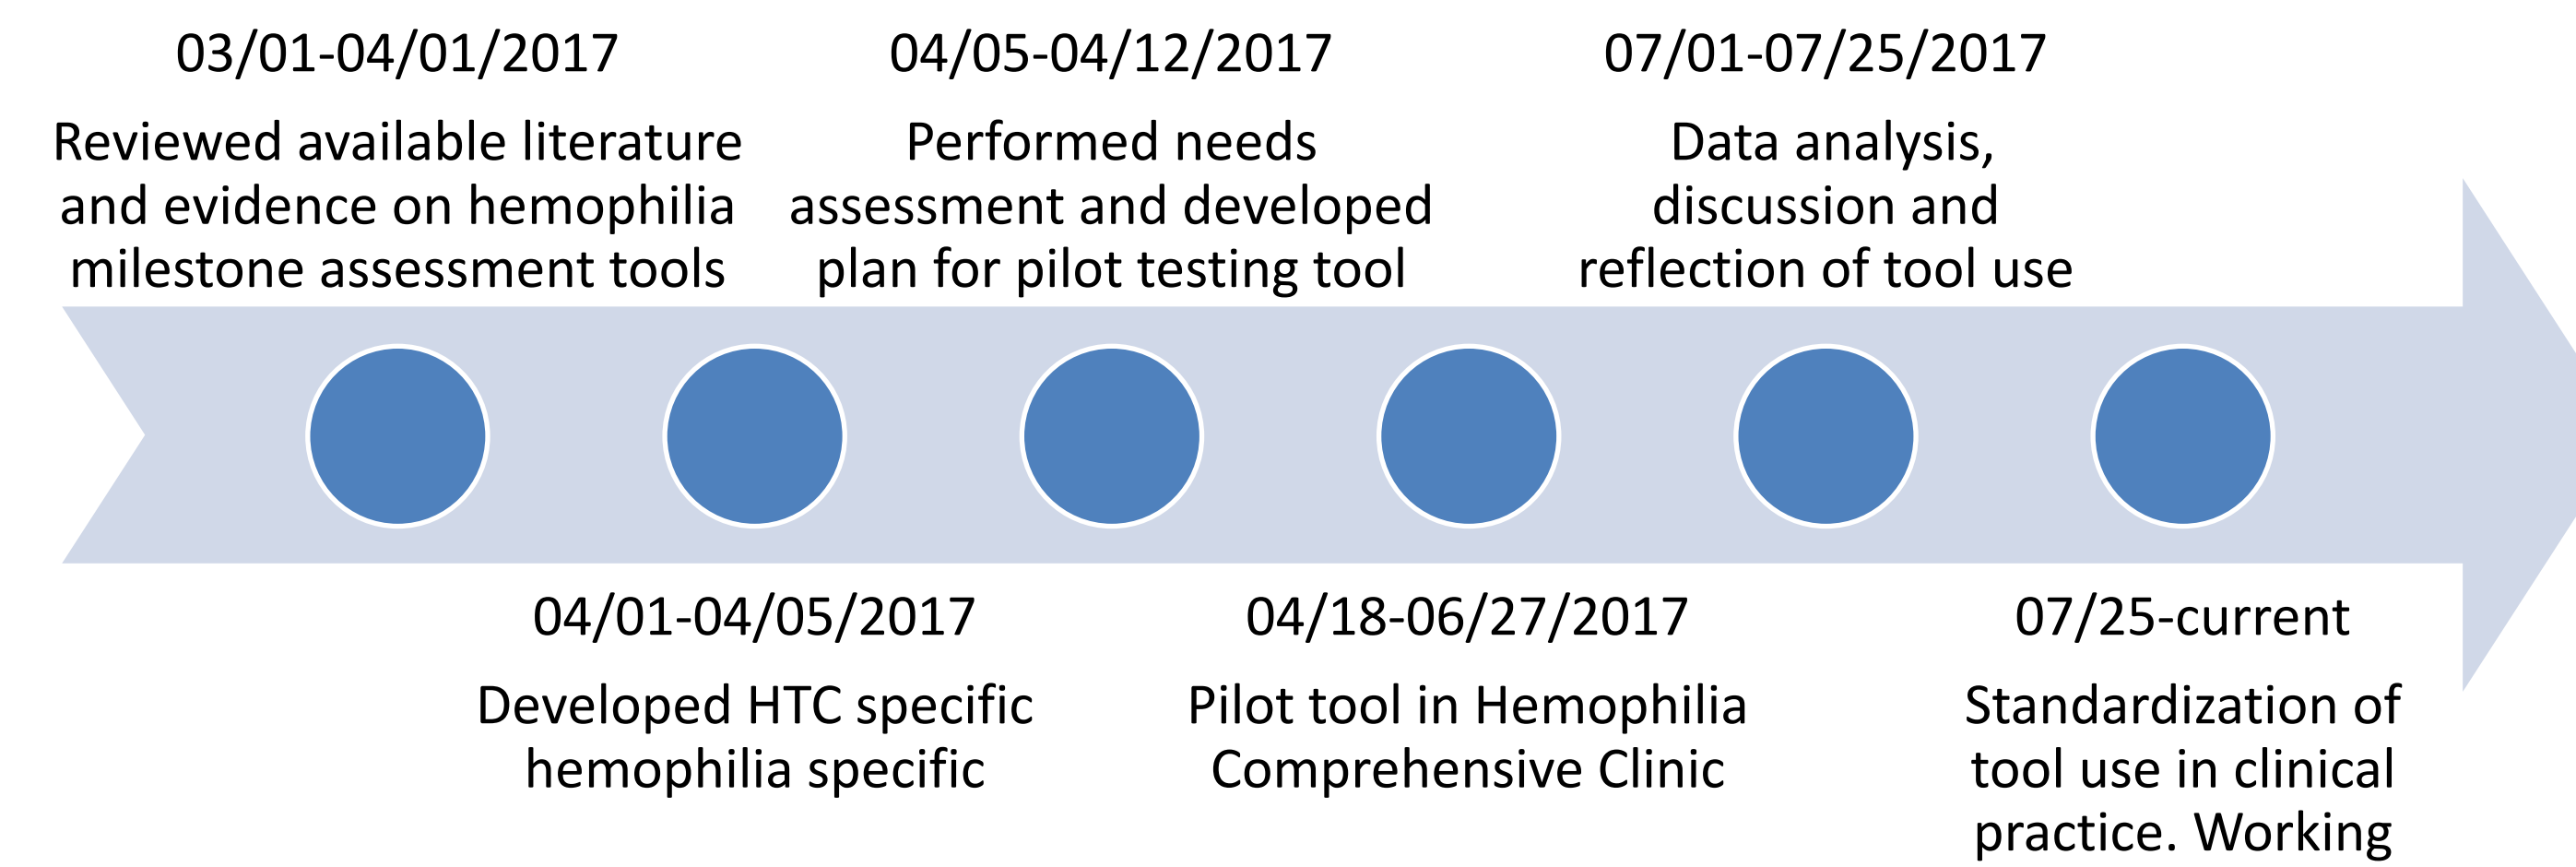 03/01-04/01/2017
Reviewed available literature
and evidence on hemophilia
milestone assessment tools
04/01-04/05/2017
Developed HTC specific
hemophilia specific
04/05-04/12/2017
Performed needs
assessment and developed
plan for pilot testing tool
04/18-06/27/2017
Pilot tool in Hemophilia
Comprehensive Clinic
07/01-07/25/2017
Data analysis,
discussion and
reflection of tool use
07/25-current
Standardization of
tool use in clinical
practice. Working